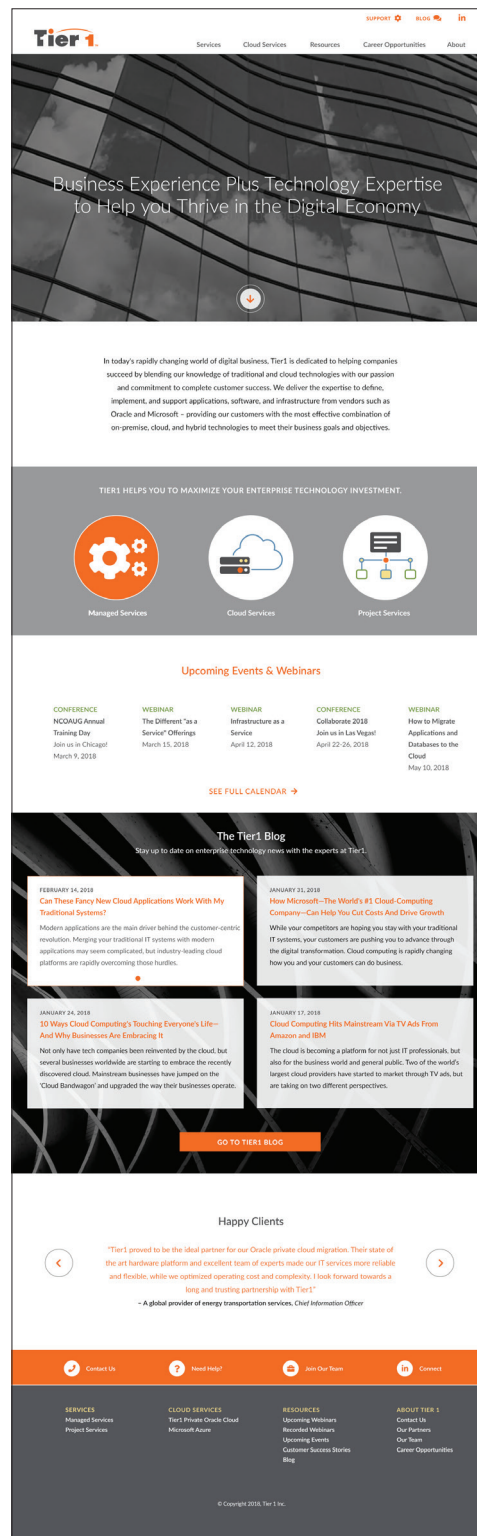 SUPPORT BLOG in
Tier 1
Services Cloud Services Resources Career Opportunities About
Business Experience Plus Technology Expertise
to Help you Thrive in the Digital Economy
In today's rapidly changing world of digital business, Tier1 is dedicated to helping companies
succeed by blending our knowledge of traditional and cloud technologies with our passion
and commitment to complete customer success. We deliver the expertise to define,
implement, and support applications, software, and infrastructure from vendors such as
Oracle and Microsoft – providing our customers with the most effective combination of
on-premise, cloud, and hybrid technologies to meet their business goals and objectives.
TIER1 HELPS YOU TO MAXIMIZE YOUR ENTERPRISE TECHNOLOGY INVESTMENT.
Managed Services Cloud Services Project Services
Upcoming Events & Webinars
CONFERENCE
NCOAUG Annual
Training Day
Join us in Chicago!
March 9, 2018
WEBINAR
The Different "as a
Service" Offerings
March 15, 2018
WEBINAR
Infrastructure as a
Service
April 12, 2018
CONFERENCE
Collaborate 2018
Join us in Las Vegas!
April 22-26, 2018
WEBINAR
How to Migrate
Applications and
Databases to the
Cloud
May 10, 2018
SEE FULL CALENDAR →
The Tier1 Blog
Stay up to date on enterprise technology news with the experts at Tier1.
FEBRUARY 14, 2018
Can These Fancy New Cloud Applications Work With My
Traditional Systems?
Modern applications are the main driver behind the customer-centric
revolution. Merging your traditional IT systems with modern
applications may seem complicated, but industry-leading cloud
platforms are rapidly overcoming those hurdles.
JANUARY 31, 2018
How Microsoft—The World's #1 Cloud-Computing
Company—Can Help You Cut Costs And Drive Growth
While your competitors are hoping you stay with your traditional
IT systems, your customers are pushing you to advance through
the digital transformation. Cloud computing is rapidly changing
how you and your customers can do business.
JANUARY 24, 2018
10 Ways Cloud Computing's Touching Everyone's Life—
And Why Businesses Are Embracing It
Not only have tech companies been reinvented by the cloud, but
several businesses worldwide are starting to embrace the recently
discovered cloud. Mainstream businesses have jumped on the
'Cloud Bandwagon' and upgraded the way their businesses operate.
JANUARY 17, 2018
Cloud Computing Hits Mainstream Via TV Ads From
Amazon and IBM
The cloud is becoming a platform for not just IT professionals, but
also for the business world and general public. Two of the world's
largest cloud providers have started to market through TV ads, but
are taking on two different perspectives.
GO TO TIER1 BLOG
Happy Clients
"Tier1 proved to be the ideal partner for our Oracle private cloud migration. Their state of
the art hardware platform and excellent team of experts made our IT services more reliable
and flexible, while we optimized operating cost and complexity. I look forward towards a
long and trusting partnership with Tier1"
– A global provider of energy transportation services, Chief Information Officer
Contact Us ? Need Help? Join Our Team in Connect
SERVICES
Managed Services
Project Services
CLOUD SERVICES
Tier1 Private Oracle Cloud
Microsoft Azure
RESOURCES
Upcoming Webinars
Recorded Webinars
Upcoming Events
Customer Success Stories
Blog
ABOUT TIER 1
Contact Us
Our Partners
Our Team
Career Opportunities
© Copyright 2018, Tier 1 Inc.